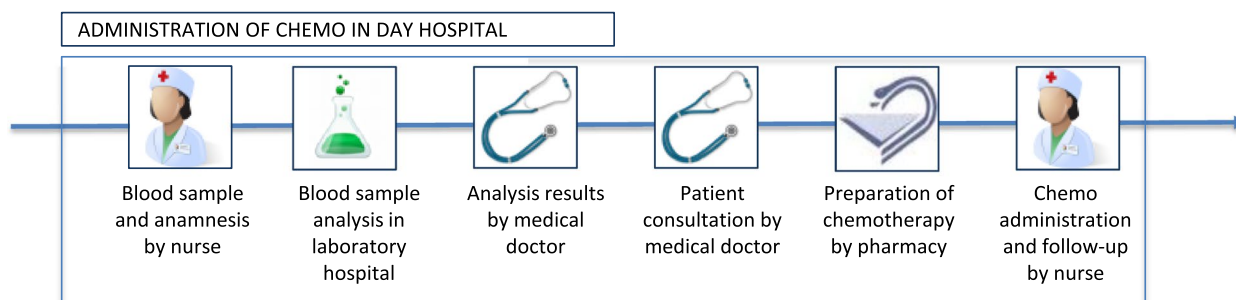 ADMINISTRATION OF CHEMO IN DAY HOSPITAL
Blood sample
and anamnesis
by nurse
Blood sample
analysis in
laboratory
hospital
Analysis results
by medical
doctor
Patient
consultation by
medical doctor
Preparation of
chemotherapy
by pharmacy
Chemo
administration
and follow-up
by nurse